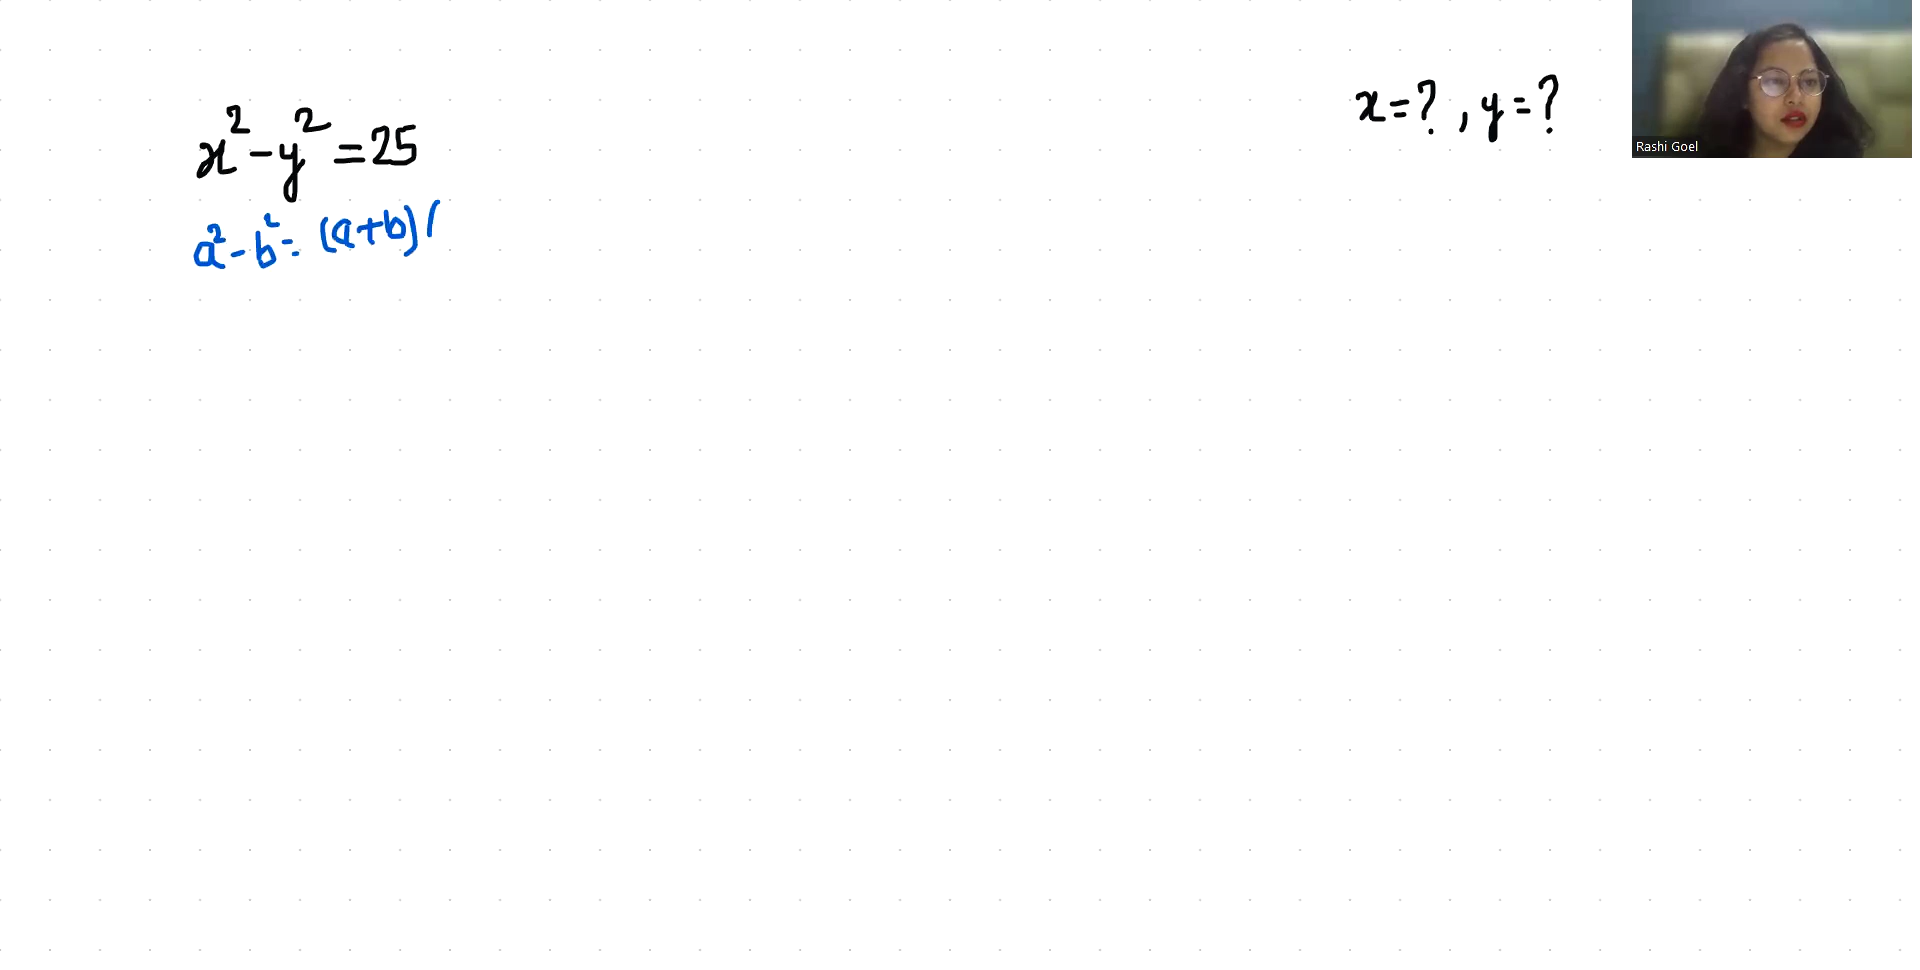 x² - y² = 25
x = ? , y = ?
a² - b² = (a+b) (
Rashi Goel